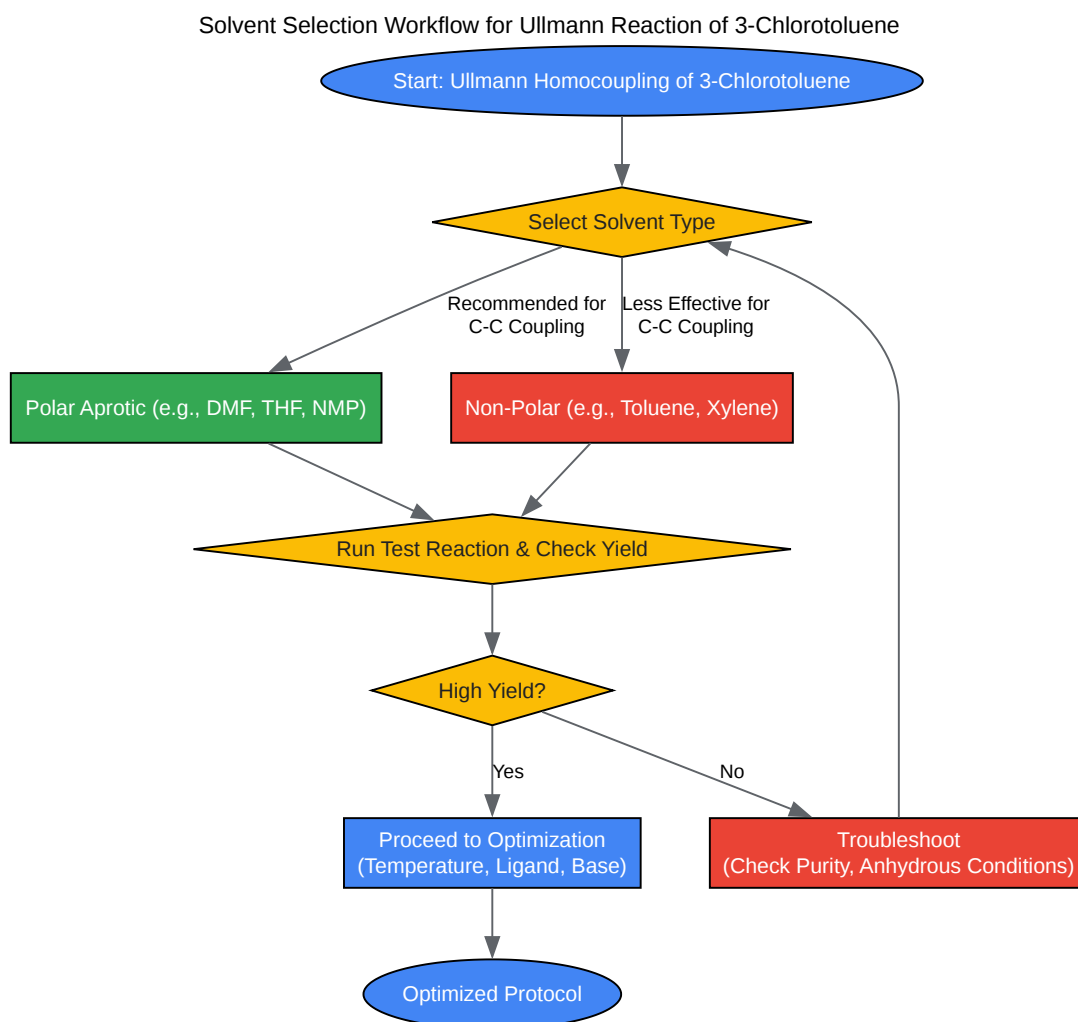 Solvent Selection Workflow for Ullmann Reaction of 3-Chlorotoluene
Start: Ullmann Homocoupling of 3-Chlorotoluene
Select Solvent Type
Recommended for
C-C Coupling
Less Effective for
C-C Coupling
Polar Aprotic (e.g., DMF, THF, NMP)
Non-Polar (e.g., Toluene, Xylene)
Run Test Reaction & Check Yield
High Yield?
Yes
No
Proceed to Optimization
(Temperature, Ligand, Base)
Troubleshoot
(Check Purity, Anhydrous Conditions)
Optimized Protocol